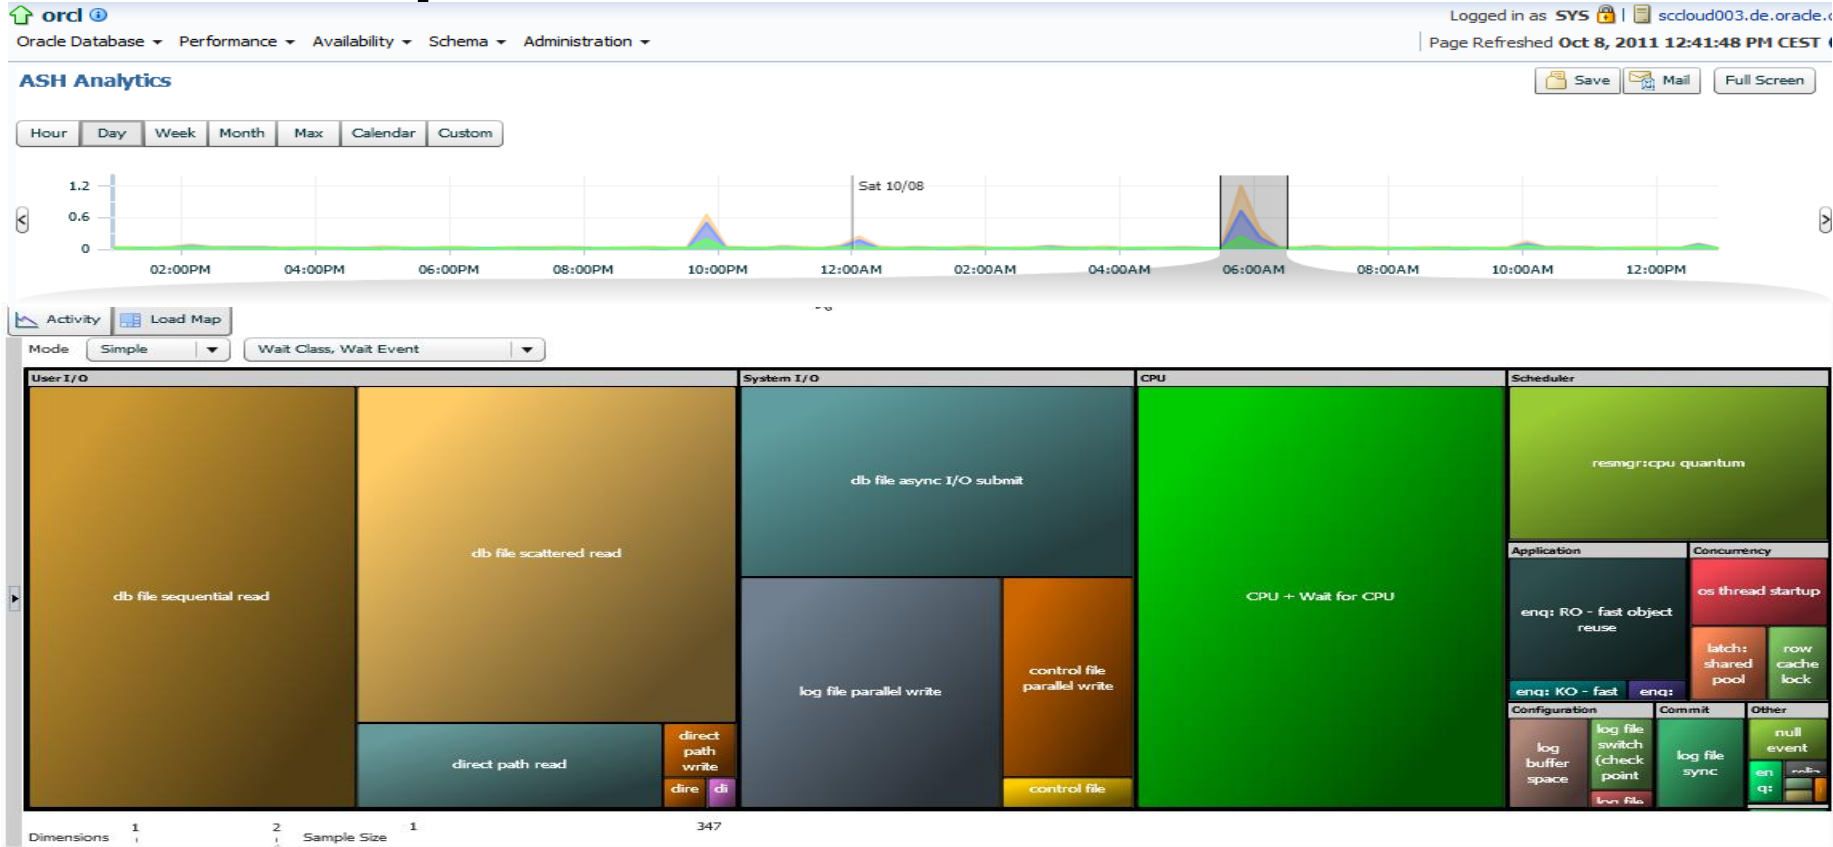 orcl
Logged in as SYS | sccloud003.de.oracle.
Oracle Database Performance Availability Schema Administration
Page Refreshed Oct 8, 2011 12:41:48 PM CEST
ASH Analytics
Save Mail Full Screen
Hour Day Week Month Max Calendar Custom
1.2
0.6
0
Sat 10/08
02:00PM 04:00PM 06:00PM 08:00PM 10:00PM 12:00AM 02:00AM 04:00AM 06:00AM 08:00AM 10:00AM 12:00PM
Activity Load Map
Mode Simple Wait Class, Wait Event
User I/O
db file sequential read
db file scattered read
direct path read
direct
path
write
dire
di
System I/O
db file async I/O submit
log file parallel write
control file
parallel write
control file
CPU
CPU + Wait for CPU
Scheduler
resmgr:cpu quantum
Application
enq: RO - fast object
reuse
enq: KO - fast
enq:
Concurrency
os thread startup
latch:
shared
pool
row
cache
lock
Configuration
log
buffer
space
log file
switch
(check
point
log file
Commit
log file
sync
Other
null
event
en
q:
Dimensions 1 2 Sample Size 1 347